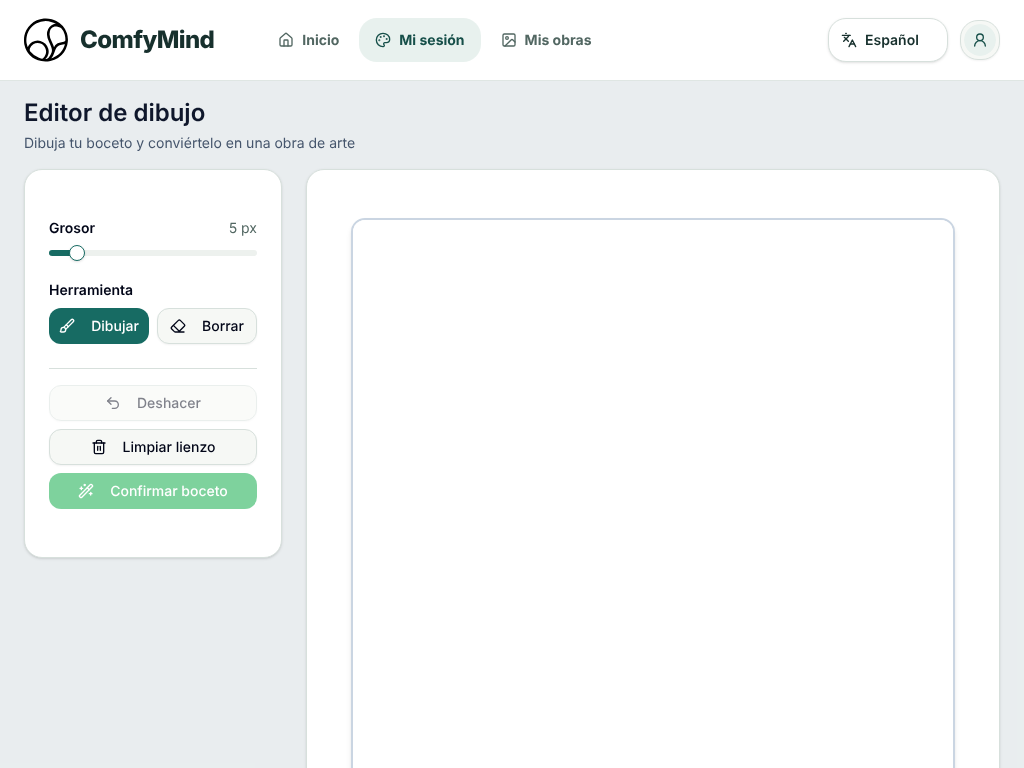 ComfyMind
Inicio
Mi sesión
Mis obras
Español
Editor de dibujo
Dibuja tu boceto y conviértelo en una obra de arte
Grosor
5 px
Herramienta
Dibujar
Borrar
Deshacer
Limpiar lienzo
Confirmar boceto